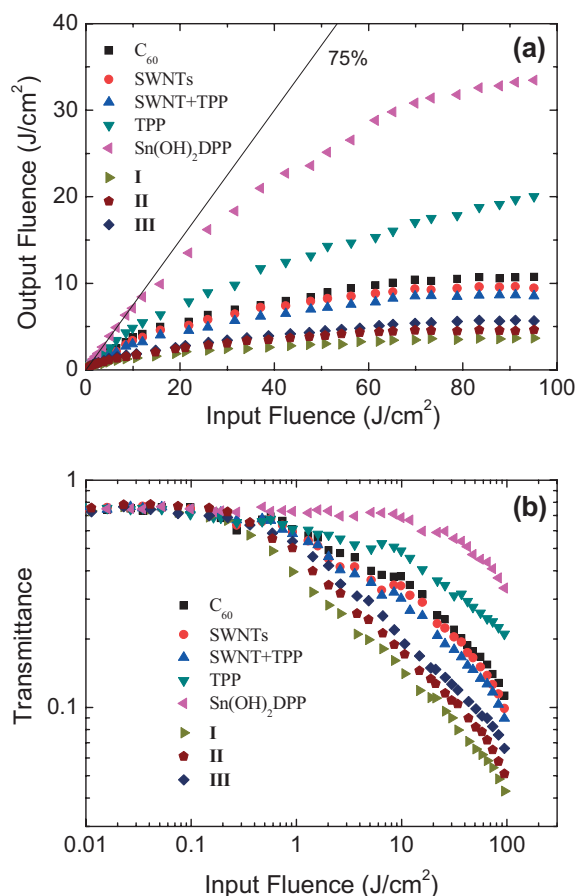 40
(a)
75%
C₆₀
SWNTs
SWNT+TPP
TPP
Sn(OH)₂DPP
I
II
III
30
20
10
0
Output Fluence (J/cm²)
0 20 40 60 80 100
Input Fluence (J/cm²)
1
(b)
C₆₀
SWNTs
SWNT+TPP
TPP
Sn(OH)₂DPP
I
II
III
0.1
Transmittance
0.01 0.1 1 10 100
Input Fluence (J/cm²)